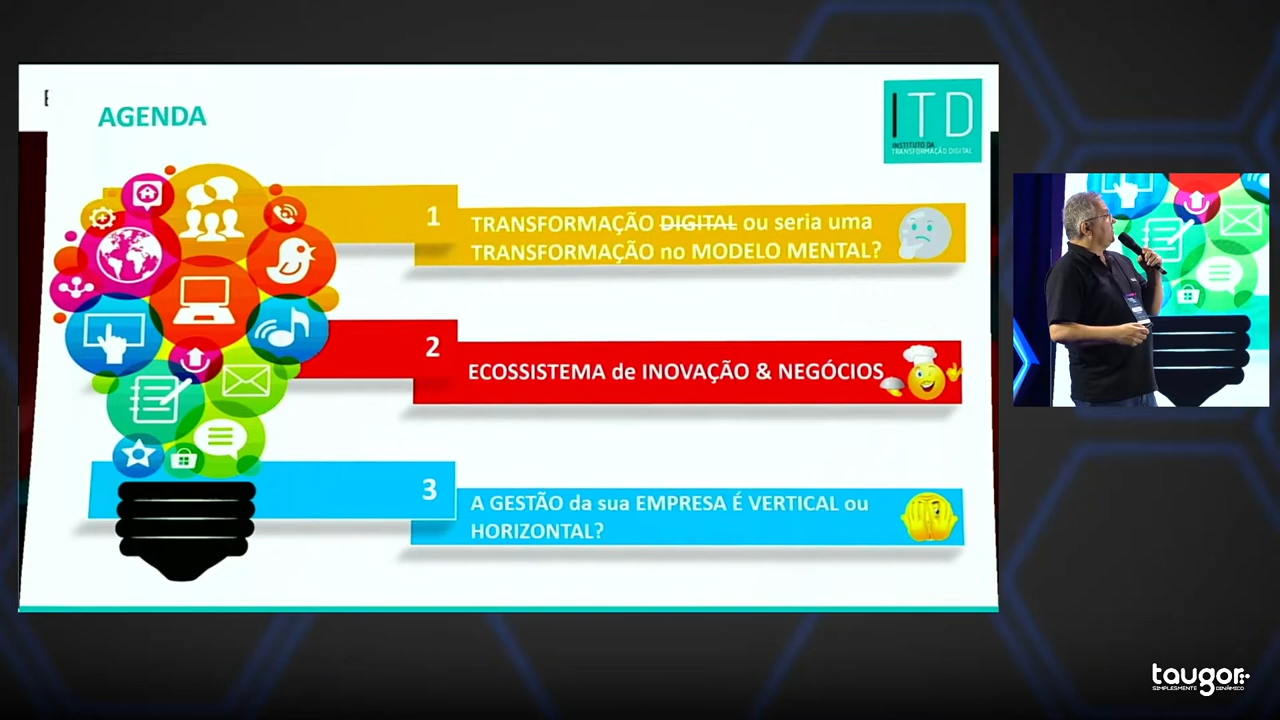 AGENDA
ITD
INSTITUTO DA
TRANSFORMAÇÃO DIGITAL
1
TRANSFORMAÇÃO DIGITAL ou seria uma
TRANSFORMAÇÃO no MODELO MENTAL?
2
ECOSSISTEMA de INOVAÇÃO & NEGÓCIOS
3
A GESTÃO da sua EMPRESA É VERTICAL ou
HORIZONTAL?
taugor
SIMPLESMENTE DINÂMICO